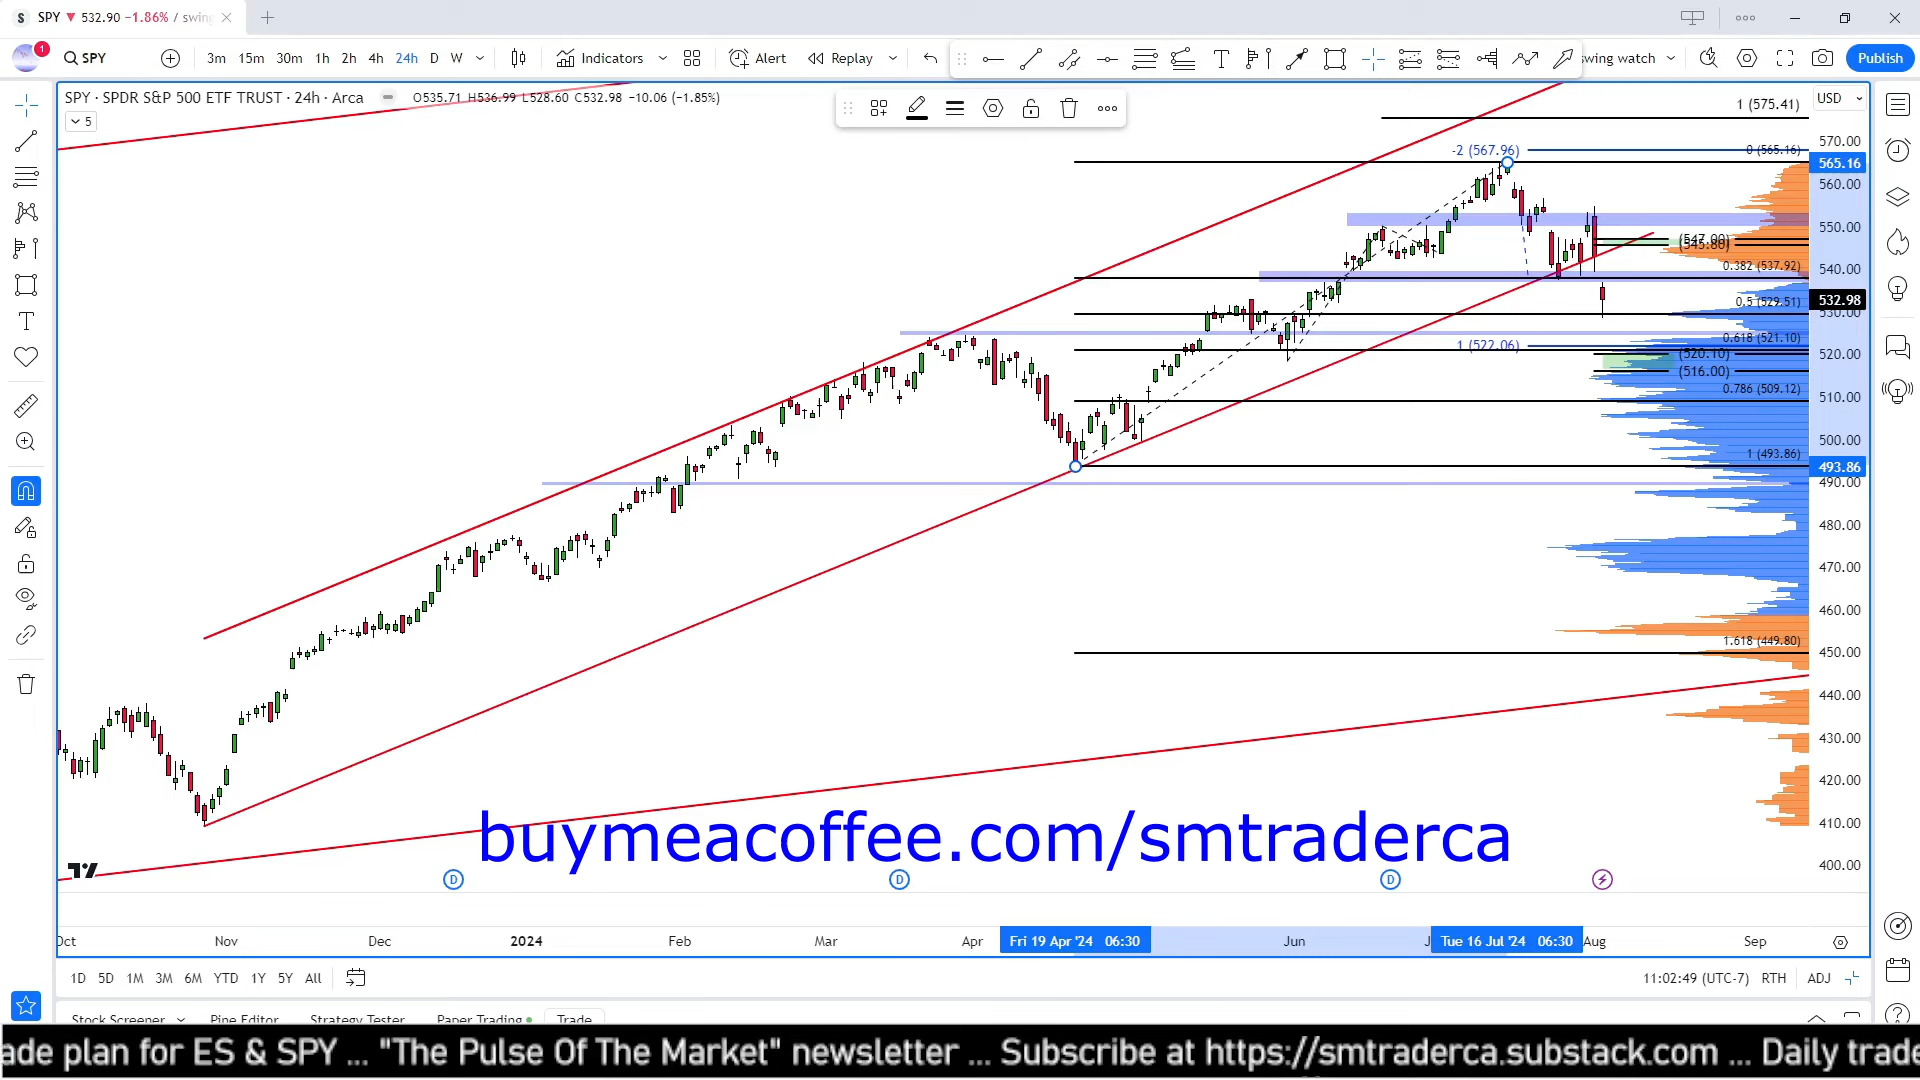 S SPY ▼ 532.90 −1.86% / swing
1
SPY
3m 15m 30m 1h 2h 4h 24h D W
Indicators
Alert
Replay
swing watch
Publish
SPY · SPDR S&P 500 ETF TRUST · 24h · Arca
O535.71 H536.99 L528.60 C532.98 −10.06 (−1.85%)
5
USD
1 (575.41)
570.00
-2 (567.96)
0 (565.16)
565.16
560.00
550.00
(547.00)
540.00
0.382 (537.92)
532.98
0.5 (529.51)
530.00
0.618 (521.10)
1 (522.06)
(520.10)
520.00
(516.00)
0.786 (509.12)
510.00
500.00
1 (493.86)
493.86
490.00
480.00
470.00
460.00
1.618 (449.80)
450.00
440.00
430.00
420.00
410.00
400.00
buymeacoffee.com/smtraderca
D
D
D
Oct Nov Dec 2024 Feb Mar Apr Fri 19 Apr '24 06:30 Jun Tue 16 Jul '24 06:30 Aug Sep
1D 5D 1M 3M 6M YTD 1Y 5Y All
11:02:49 (UTC-7) RTH ADJ
Stock Screener Pine Editor Strategy Tester Paper Trading Trade
ade plan for ES & SPY ... "The Pulse Of The Market" newsletter ... Subscribe at https://smtraderca.substack.com ... Daily trade